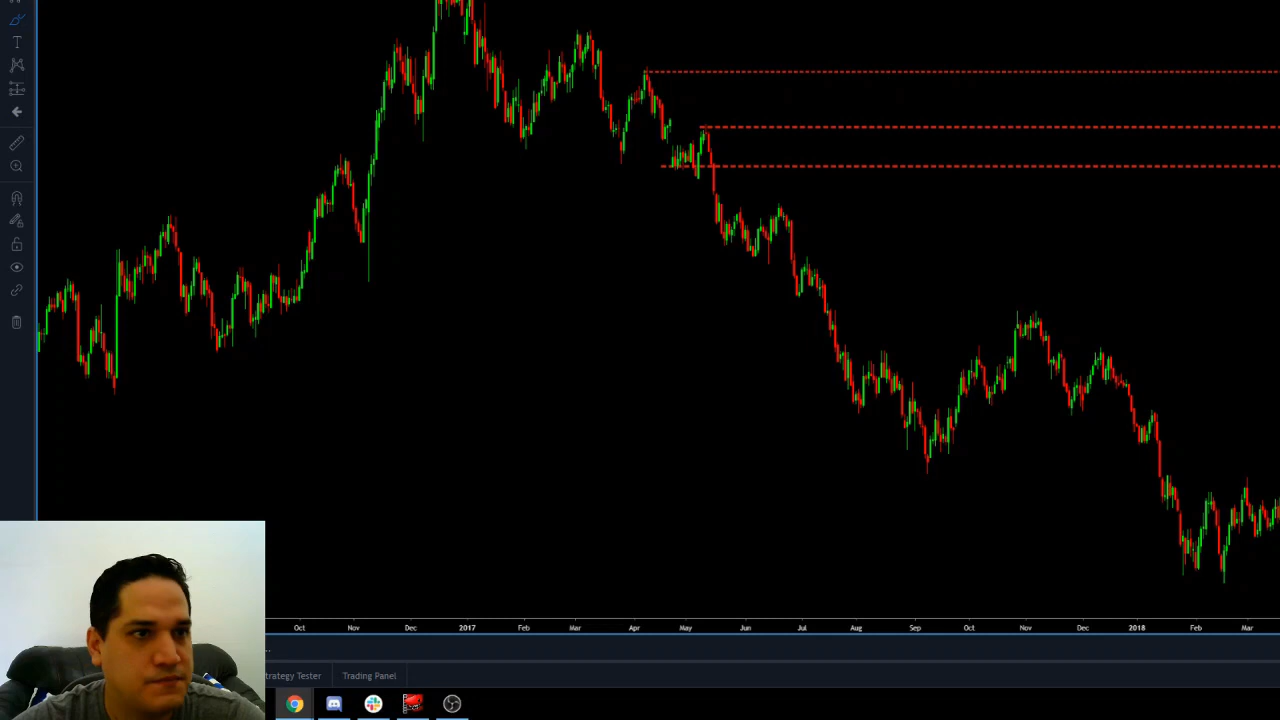 Oct Nov Dec 2017 Feb Mar Apr May Jun Jul Aug Sep Oct Nov Dec 2018 Feb Mar
..
Tester Trading Panel